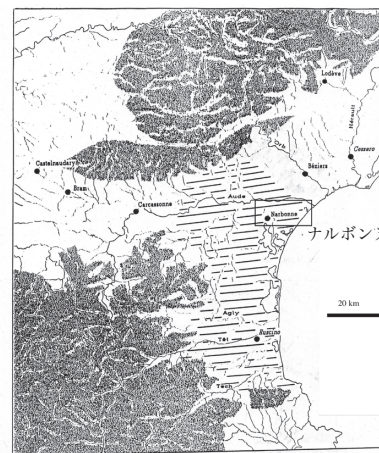 Lodève
Hérault
Orb
Cessero
Castelnaudary
Béziers
Bram
Aude
Carcassonne
Narbonne
ナルボンヌ
20 km
Agly
Ruscino
Têt
Tech